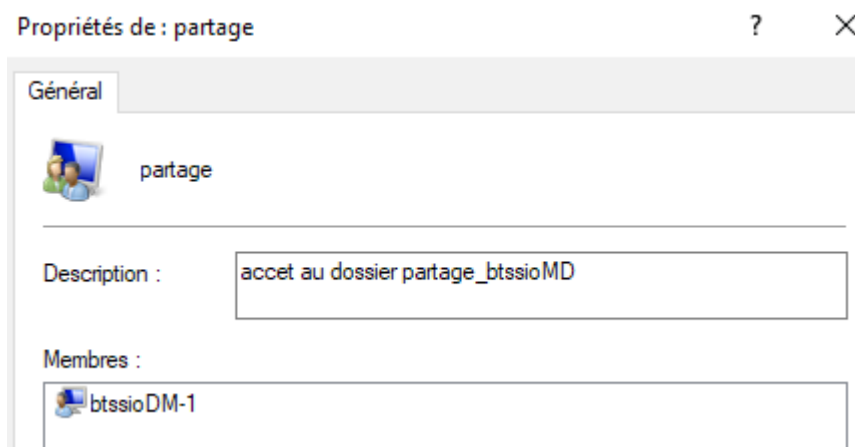 Propriétés de : partage
?
Général
partage
Description :
accet au dossier partage_btssioMD
Membres :
btssioDM-1